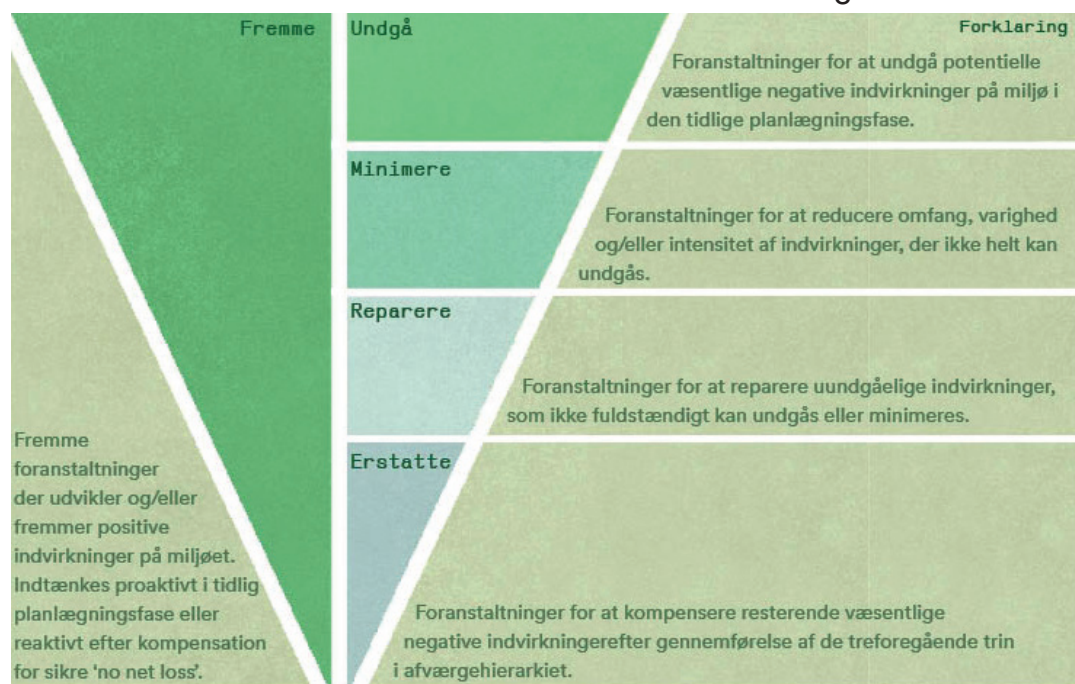 Fremme
Undgå
Forklaring
Foranstaltninger for at undgå potentielle
væsentlige negative indvirkninger på miljø i
den tidlige planlægningsfase.
Minimere
Foranstaltninger for at reducere omfang, varighed
og/eller intensitet af indvirkninger, der ikke helt kan
undgås.
Reparere
Foranstaltninger for at reparere uundgåelige indvirkninger,
som ikke fuldstændigt kan undgås eller minimeres.
Erstatte
Foranstaltninger for at kompensere resterende væsentlige
negative indvirkningerefter gennemførelse af de treforegående trin
i afværgehierarkiet.
Fremme
foranstaltninger
der udvikler og/eller
fremmer positive
indvirkninger på miljøet.
Indtænkes proaktivt i tidlig
planlægningsfase eller
reaktivt efter kompensation
for sikre 'no net loss'.